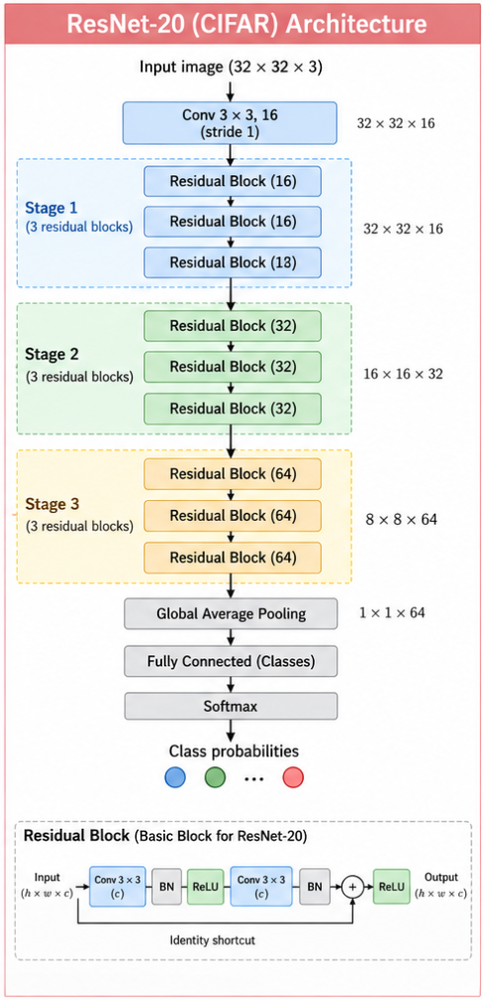 ResNet-20 (CIFAR) Architecture
Input image (32 × 32 × 3)
Conv 3 × 3, 16
(stride 1)
32 × 32 × 16
Stage 1
(3 residual blocks)
Residual Block (16)
Residual Block (16)
Residual Block (13)
32 × 32 × 16
Stage 2
(3 residual blocks)
Residual Block (32)
Residual Block (32)
Residual Block (32)
16 × 16 × 32
Stage 3
(3 residual blocks)
Residual Block (64)
Residual Block (64)
Residual Block (64)
8 × 8 × 64
Global Average Pooling
1 × 1 × 64
Fully Connected (Classes)
Softmax
Class probabilities
...
Residual Block (Basic Block for ResNet-20)
Input
(h × w × c)
Conv 3 × 3
(c)
BN
ReLU
Conv 3 × 3
(c)
BN
+
ReLU
Output
(h × w × c)
Identity shortcut